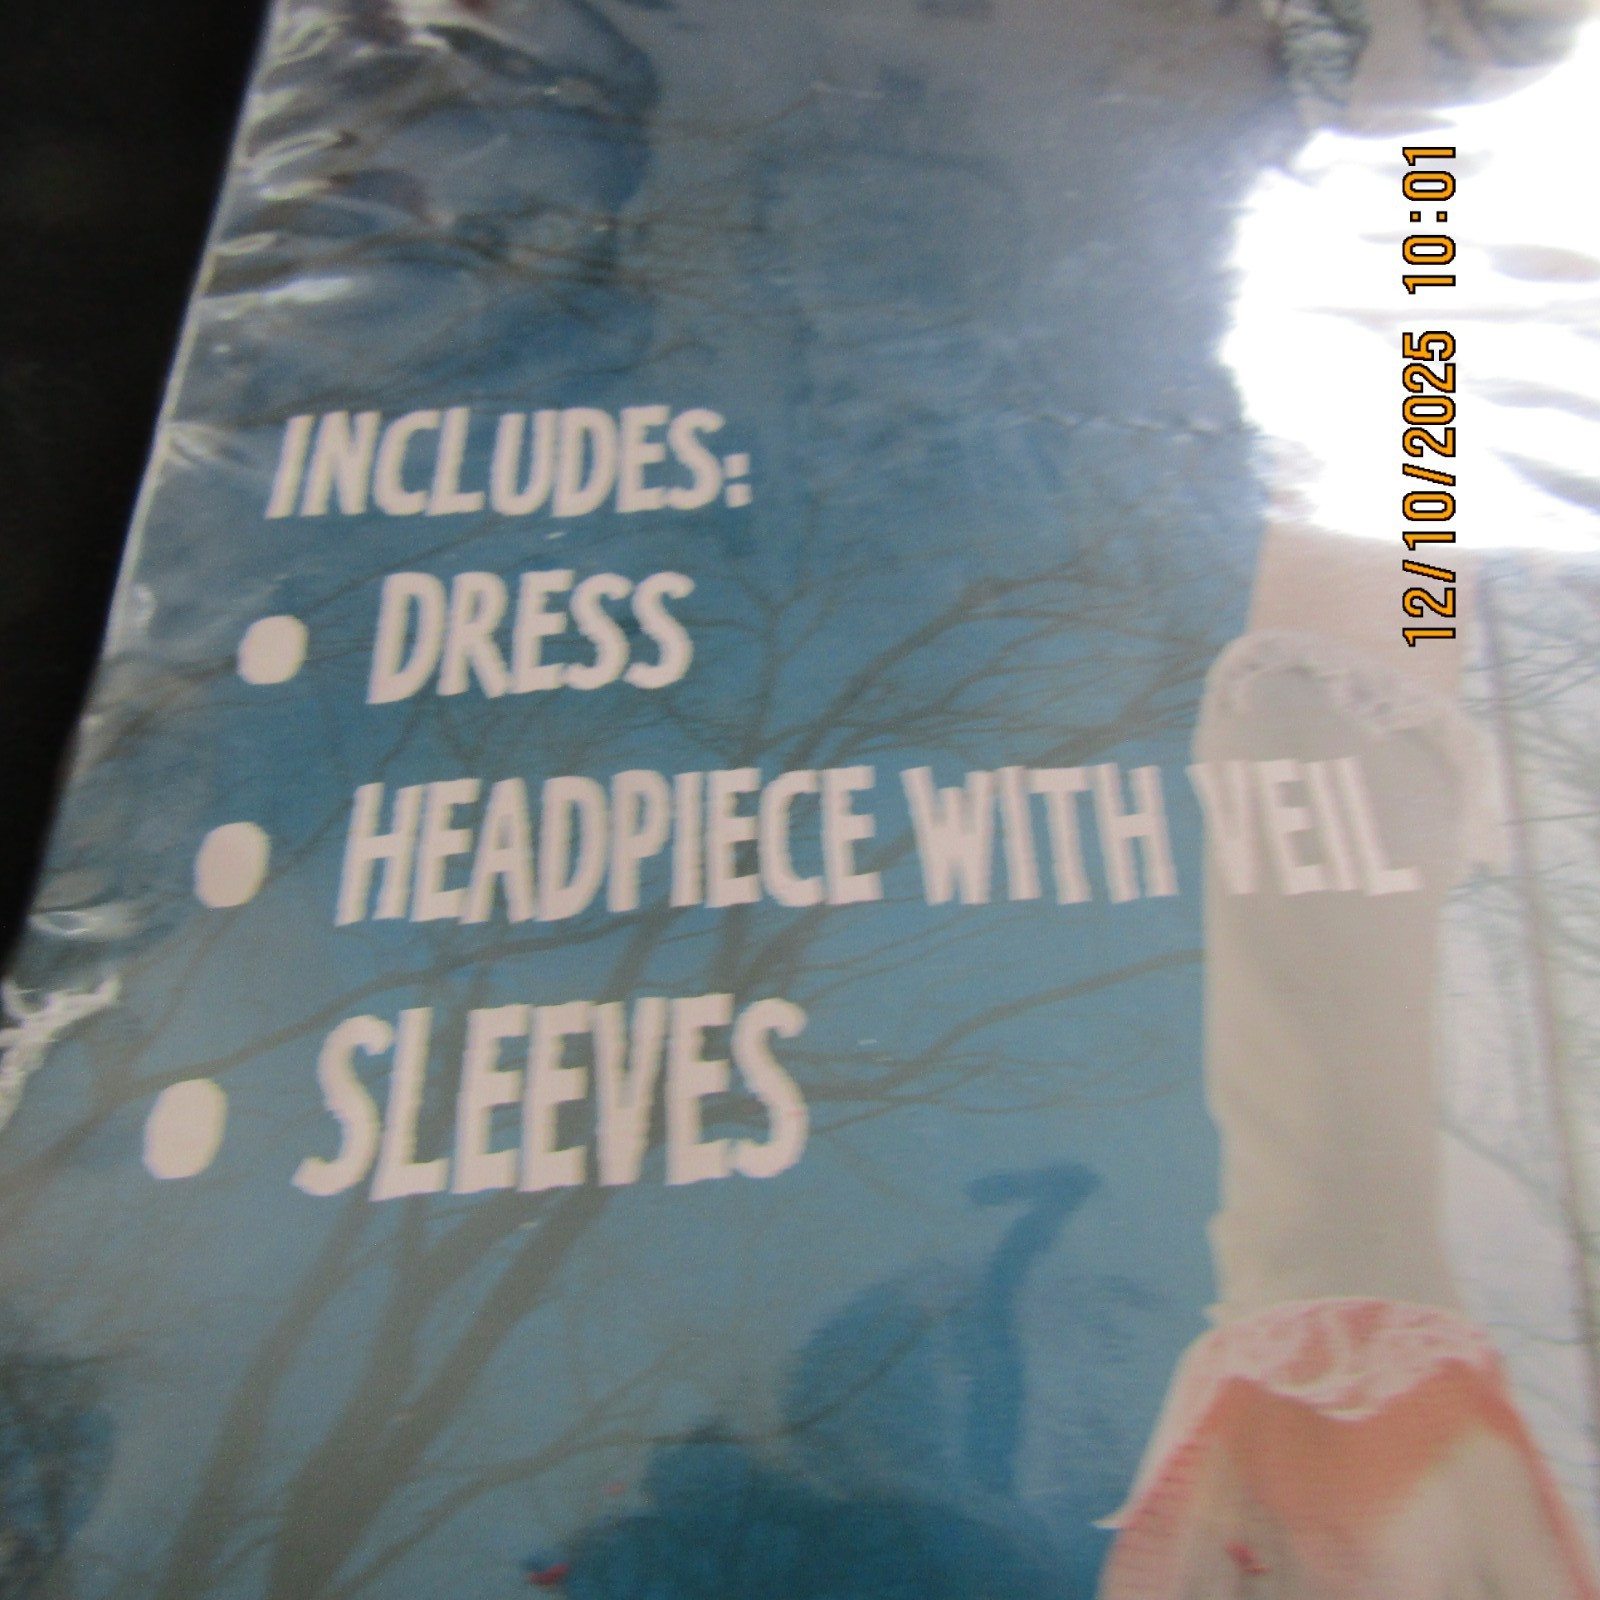 INCLUDES:
• DRESS
• HEADPIECE WITH VEIL
• SLEEVES
12/10/2025 10:01